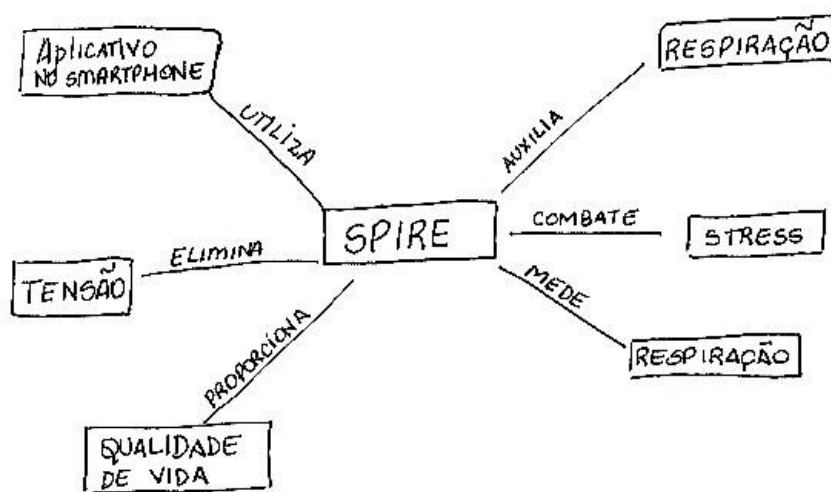 Aplicativo
NO SMARTPHONE
RESPIRAÇÃO
UTILIZA
AUXILIA
SPIRE
COMBATE
STRESS
ELIMINA
TENSÃO
MEDE
PROPORCIONA
RESPIRAÇÃO
QUALIDADE
DE VIDA